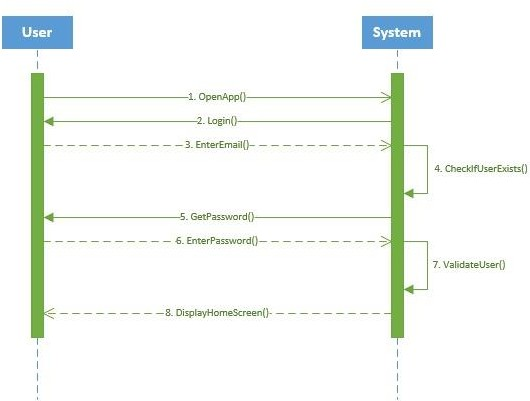 User
System
1. OpenApp()
2. Login()
3. EnterEmail()
4. CheckIfUserExists()
5. GetPassword()
6. EnterPassword()
7. ValidateUser()
8. DisplayHomeScreen()